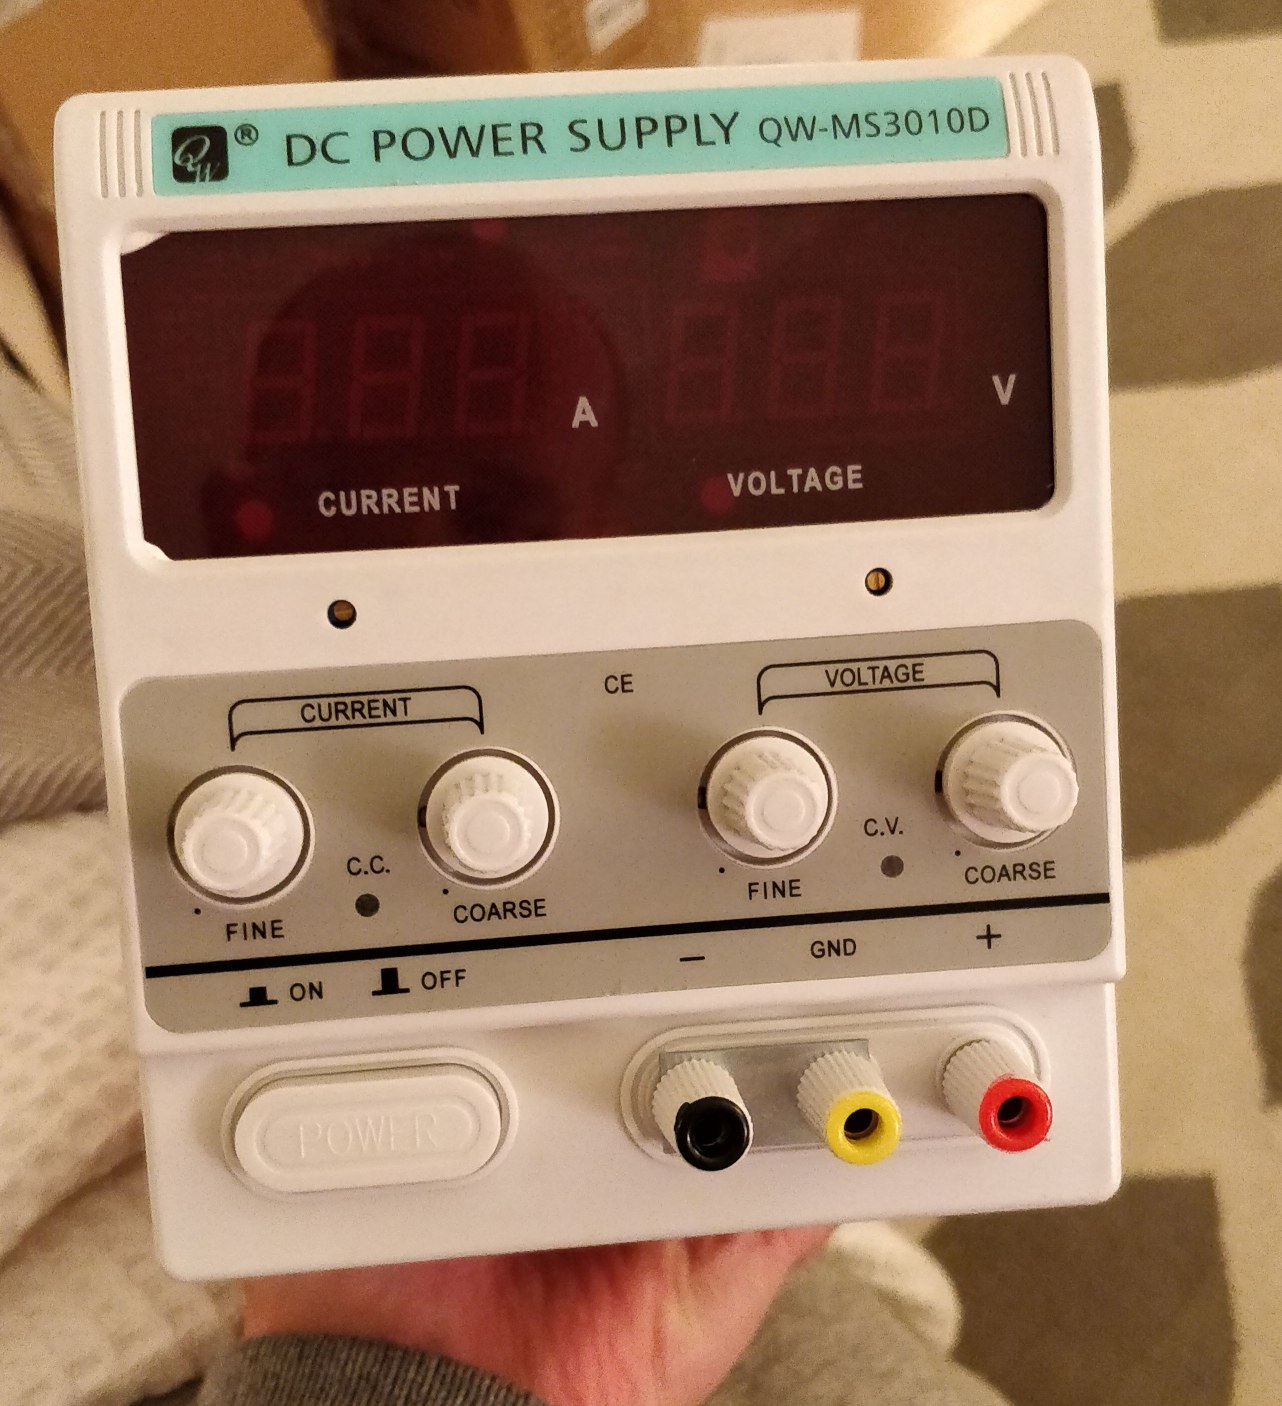 QW® DC POWER SUPPLY QW-MS3010D
A
V
CURRENT
VOLTAGE
CE
CURRENT
VOLTAGE
C.C.
C.V.
FINE
COARSE
FINE
COARSE
ON
OFF
−
GND
+
POWER